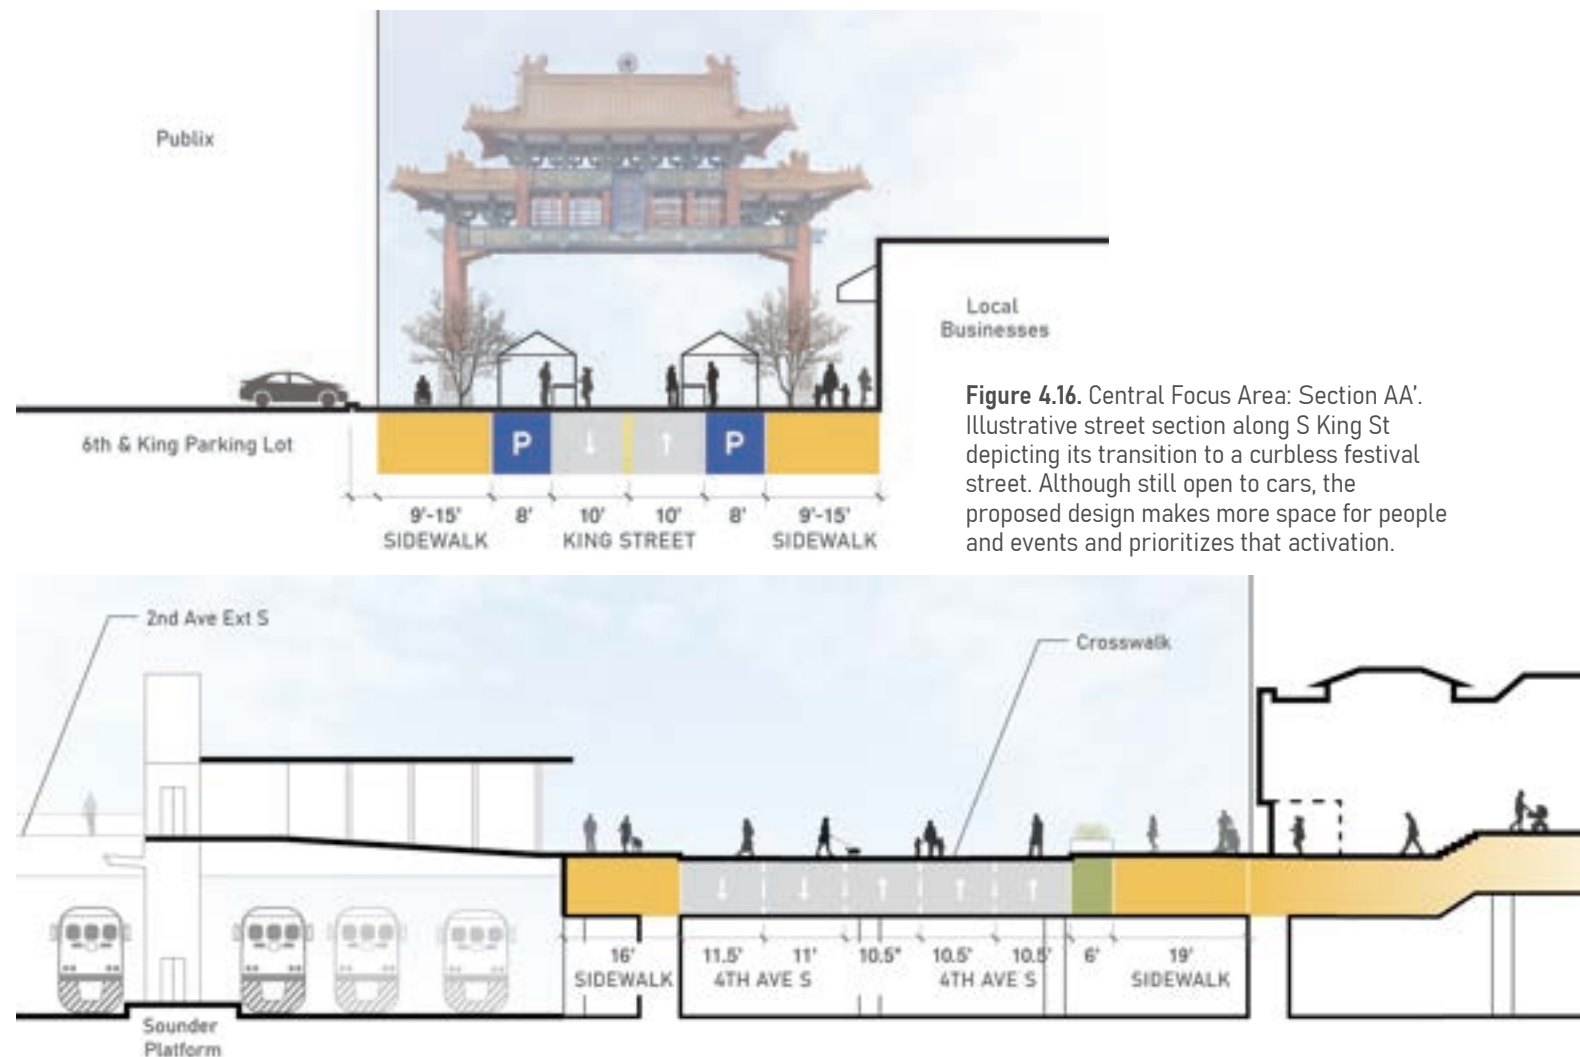 Publix
Local
Businesses
6th & King Parking Lot
P
↓
↑
P
9'-15'
8'
10'
10'
8'
9'-15'
SIDEWALK
KING STREET
SIDEWALK
Figure 4.16. Central Focus Area: Section AA'.
Illustrative street section along S King St
depicting its transition to a curbless festival
street. Although still open to cars, the
proposed design makes more space for people
and events and prioritizes that activation.
2nd Ave Ext S
Crosswalk
↓
↓
↑
↑
↑
16'
11.5'
11'
10.5"
10.5'
10.5'
6'
19'
SIDEWALK
4TH AVE S
4TH AVE S
SIDEWALK
Sounder
Platform